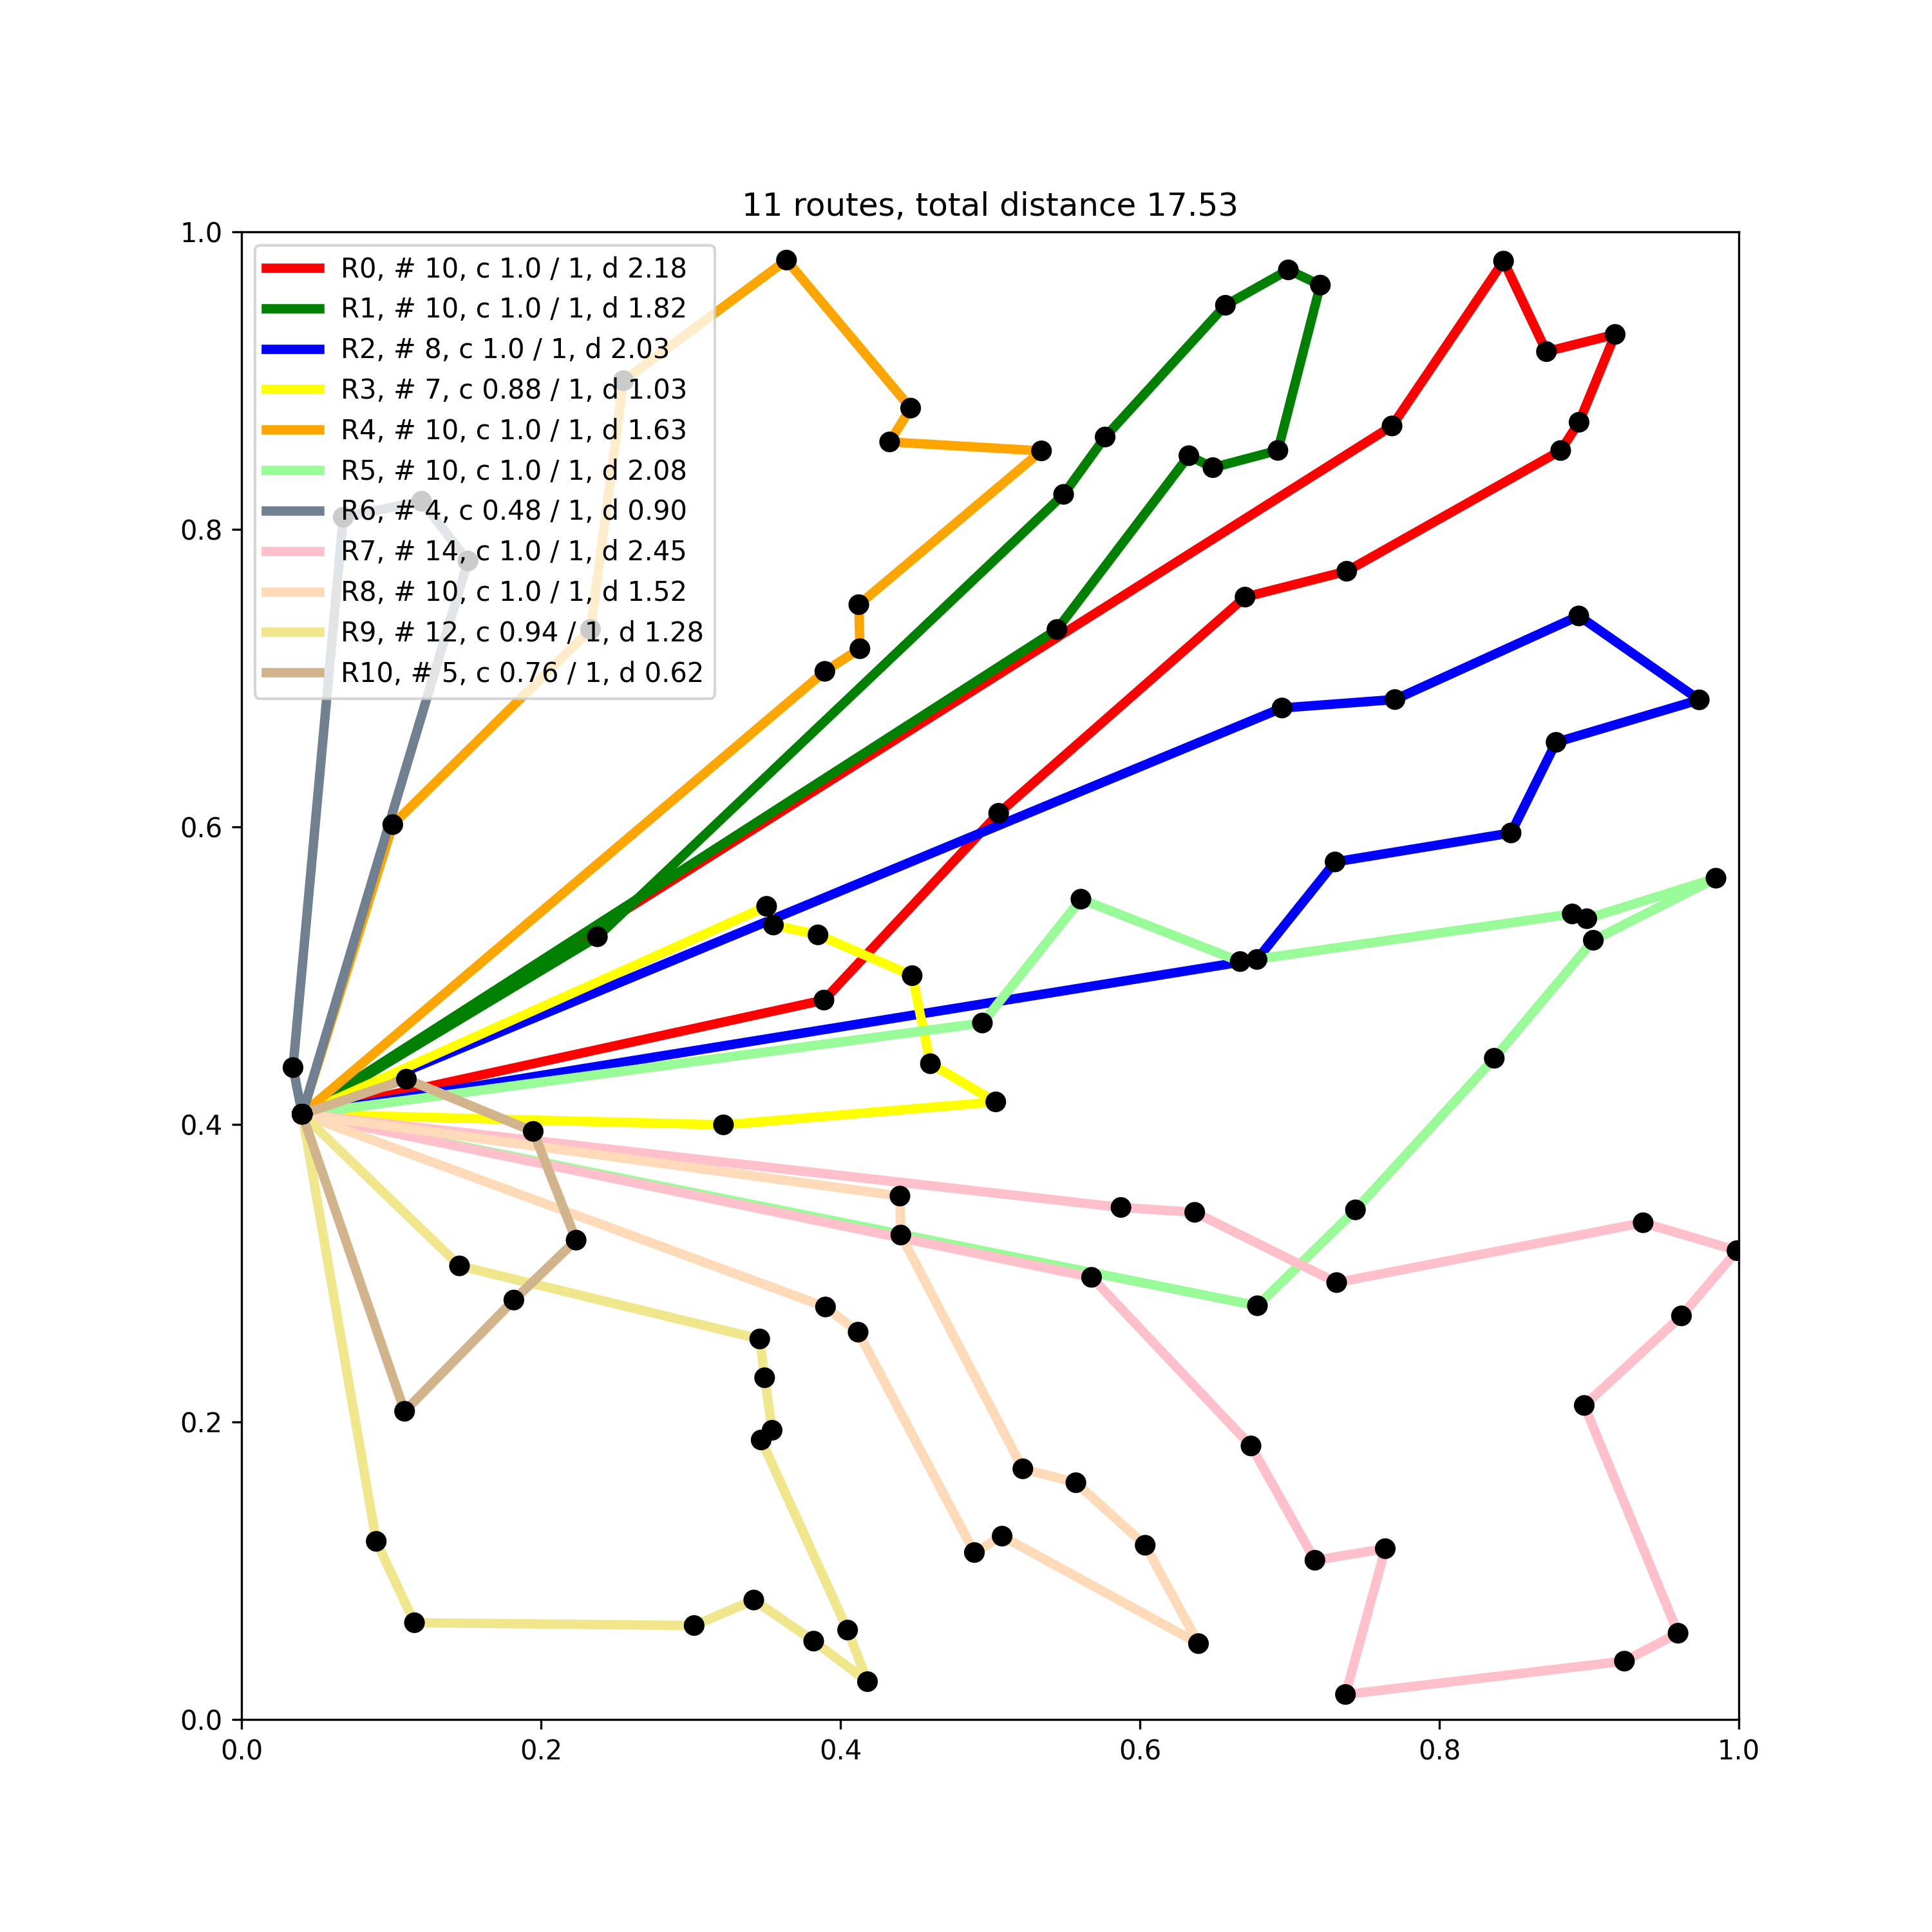 11 routes, total distance 17.53
1.0
0.8
0.6
0.4
0.2
0.0
R0, # 10, c 1.0 / 1, d 2.18
R1, # 10, c 1.0 / 1, d 1.82
R2, # 8, c 1.0 / 1, d 2.03
R3, # 7, c 0.88 / 1, d 1.03
R4, # 10, c 1.0 / 1, d 1.63
R5, # 10, c 1.0 / 1, d 2.08
R6, # 4, c 0.48 / 1, d 0.90
R7, # 14, c 1.0 / 1, d 2.45
R8, # 10, c 1.0 / 1, d 1.52
R9, # 12, c 0.94 / 1, d 1.28
R10, # 5, c 0.76 / 1, d 0.62
0.0 0.2 0.4 0.6 0.8 1.0